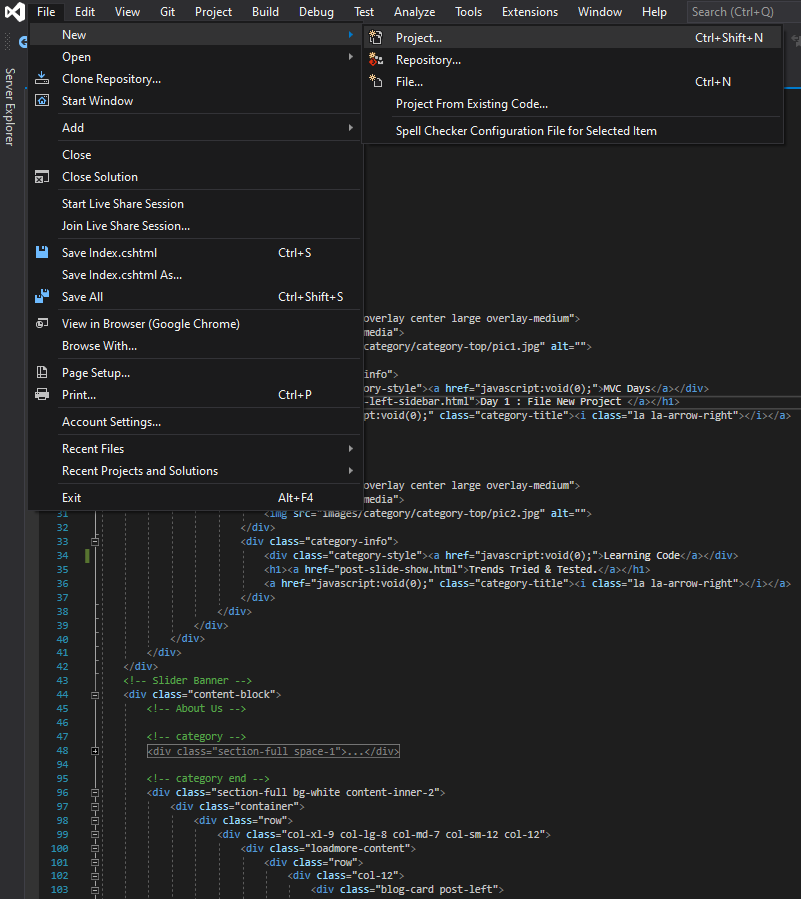 File Edit View Git Project Build Debug Test Analyze Tools Extensions Window Help Search (Ctrl+Q)
Server Explorer
New
Open
Clone Repository...
Start Window
Add
Close
Close Solution
Start Live Share Session
Join Live Share Session...
Save Index.cshtml Ctrl+S
Save Index.cshtml As...
Save All Ctrl+Shift+S
View in Browser (Google Chrome)
Browse With...
Page Setup...
Print... Ctrl+P
Account Settings...
Recent Files
Recent Projects and Solutions
Exit Alt+F4
Project... Ctrl+Shift+N
Repository...
File... Ctrl+N
Project From Existing Code...
Spell Checker Configuration File for Selected Item
overlay center large overlay-medium">
media">
category/category-top/pic1.jpg" alt="">
info">
ory-style"><a href="javascript:void(0);">MVC Days</a></div>
-left-sidebar.html">Day 1 : File New Project </a></h1>
ipt:void(0);" class="category-title"><i class="la la-arrow-right"></i></a>
overlay center large overlay-medium">
media">
31 <img src="images/category/category-top/pic2.jpg" alt="">
32 </div>
33 <div class="category-info">
34 <div class="category-style"><a href="javascript:void(0);">Learning Code</a></div>
35 <h1><a href="post-slide-show.html">Trends Tried & Tested.</a></h1>
36 <a href="javascript:void(0);" class="category-title"><i class="la la-arrow-right"></i></a>
37 </div>
38 </div>
39 </div>
40 </div>
41 </div>
42 </div>
43 <!-- Slider Banner -->
44 <div class="content-block">
45 <!-- About Us -->
46
47 <!-- category -->
48 <div class="section-full space-1">...</div>
94
95 <!-- category end -->
96 <div class="section-full bg-white content-inner-2">
97 <div class="container">
98 <div class="row">
99 <div class="col-xl-9 col-lg-8 col-md-7 col-sm-12 col-12">
100 <div class="loadmore-content">
101 <div class="row">
102 <div class="col-12">
103 <div class="blog-card post-left">